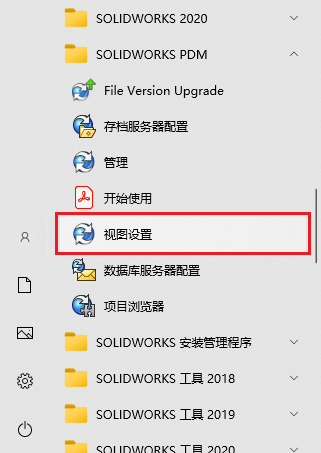 SOLIDWORKS 2020
SOLIDWORKS PDM
File Version Upgrade
存档服务器配置
管理
开始使用
视图设置
数据库服务器配置
项目浏览器
SOLIDWORKS 安装管理程序
SOLIDWORKS 工具 2018
SOLIDWORKS 工具 2019
SOLIDWORKS 工具 2020